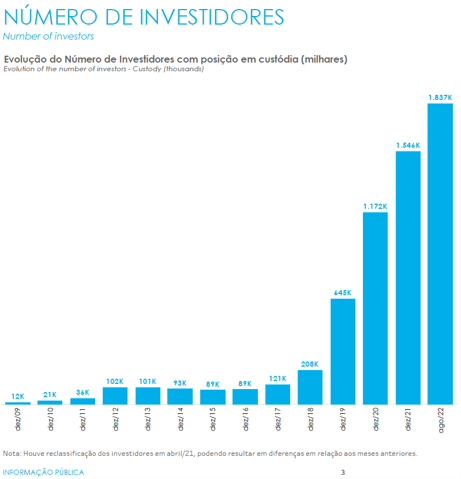 NÚMERO DE INVESTIDORES
Number of investors
Evolução do Número de Investidores com posição em custódia (milhares)
Evolution of the number of investors - Custody (thousands)
12K
21K
36K
102K
101K
93K
89K
89K
121K
208K
645K
1.172K
1.546K
1.837K
dez/09
dez/10
dez/11
dez/12
dez/13
dez/14
dez/15
dez/16
dez/17
dez/18
dez/19
dez/20
dez/21
ago/22
Nota: Houve reclassificação dos investidores em abril/21, podendo resultar em diferenças em relação aos meses anteriores.
INFORMAÇÃO PÚBLICA
3